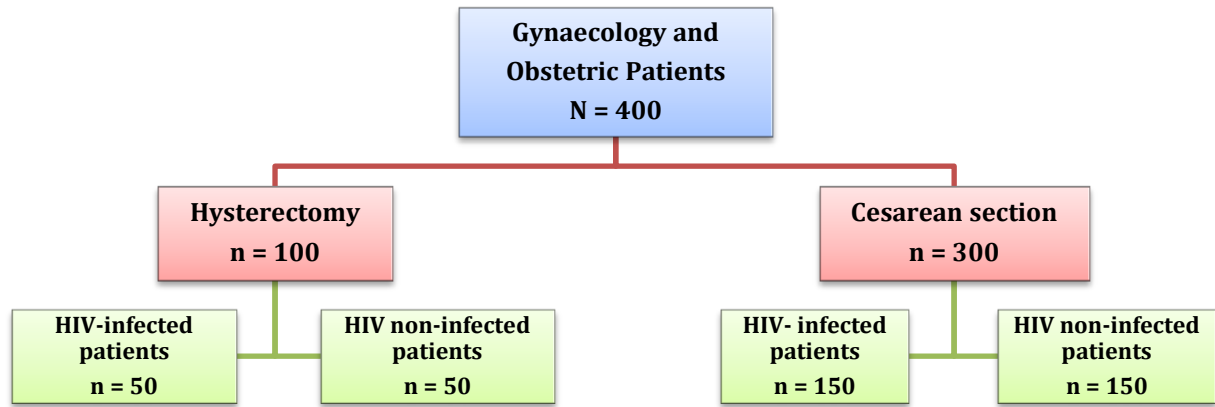 Gynaecology and
Obstetric Patients
N = 400
Hysterectomy
n = 100
Cesarean section
n = 300
HIV-infected
patients
n = 50
HIV non-infected
patients
n = 50
HIV- infected
patients
n = 150
HIV non-infected
patients
n = 150